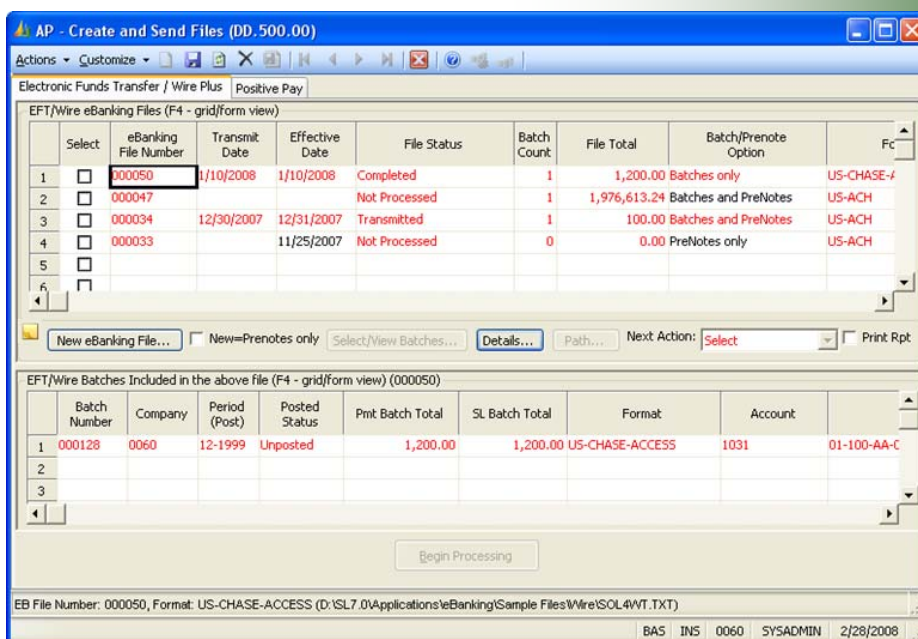 AP - Create and Send Files (DD.500.00)
Actions Customize
Electronic Funds Transfer / Wire Plus Positive Pay
EFT/Wire eBanking Files (F4 - grid/form view)
Select eBanking File Number Transmit Date Effective Date File Status Batch Count File Total Batch/Prenote Option
1 000050 1/10/2008 1/10/2008 Completed 1 1,200.00 Batches only US-CHASE-A
2 000047 Not Processed 1 1,976,613.24 Batches and PreNotes US-ACH
3 000034 12/30/2007 12/31/2007 Transmitted 1 100.00 Batches and PreNotes US-ACH
4 000033 11/25/2007 Not Processed 0 0.00 PreNotes only US-ACH
5
6
New eBanking File... New=Prenotes only Select/View Batches... Details... Path... Next Action: Select Print Rpt
EFT/Wire Batches Included in the above file (F4 - grid/form view) (000050)
Batch Number Company Period (Post) Posted Status Pmt Batch Total SL Batch Total Format Account
1 000128 0060 12-1999 Unposted 1,200.00 1,200.00 US-CHASE-ACCESS 1031 01-100-AA-0
2
3
Begin Processing
EB File Number: 000050, Format: US-CHASE-ACCESS (D:\SL7.0\Applications\eBanking\Sample Files\Wire\SOL4WT.TXT)
BAS INS 0060 SYSADMIN 2/28/2008